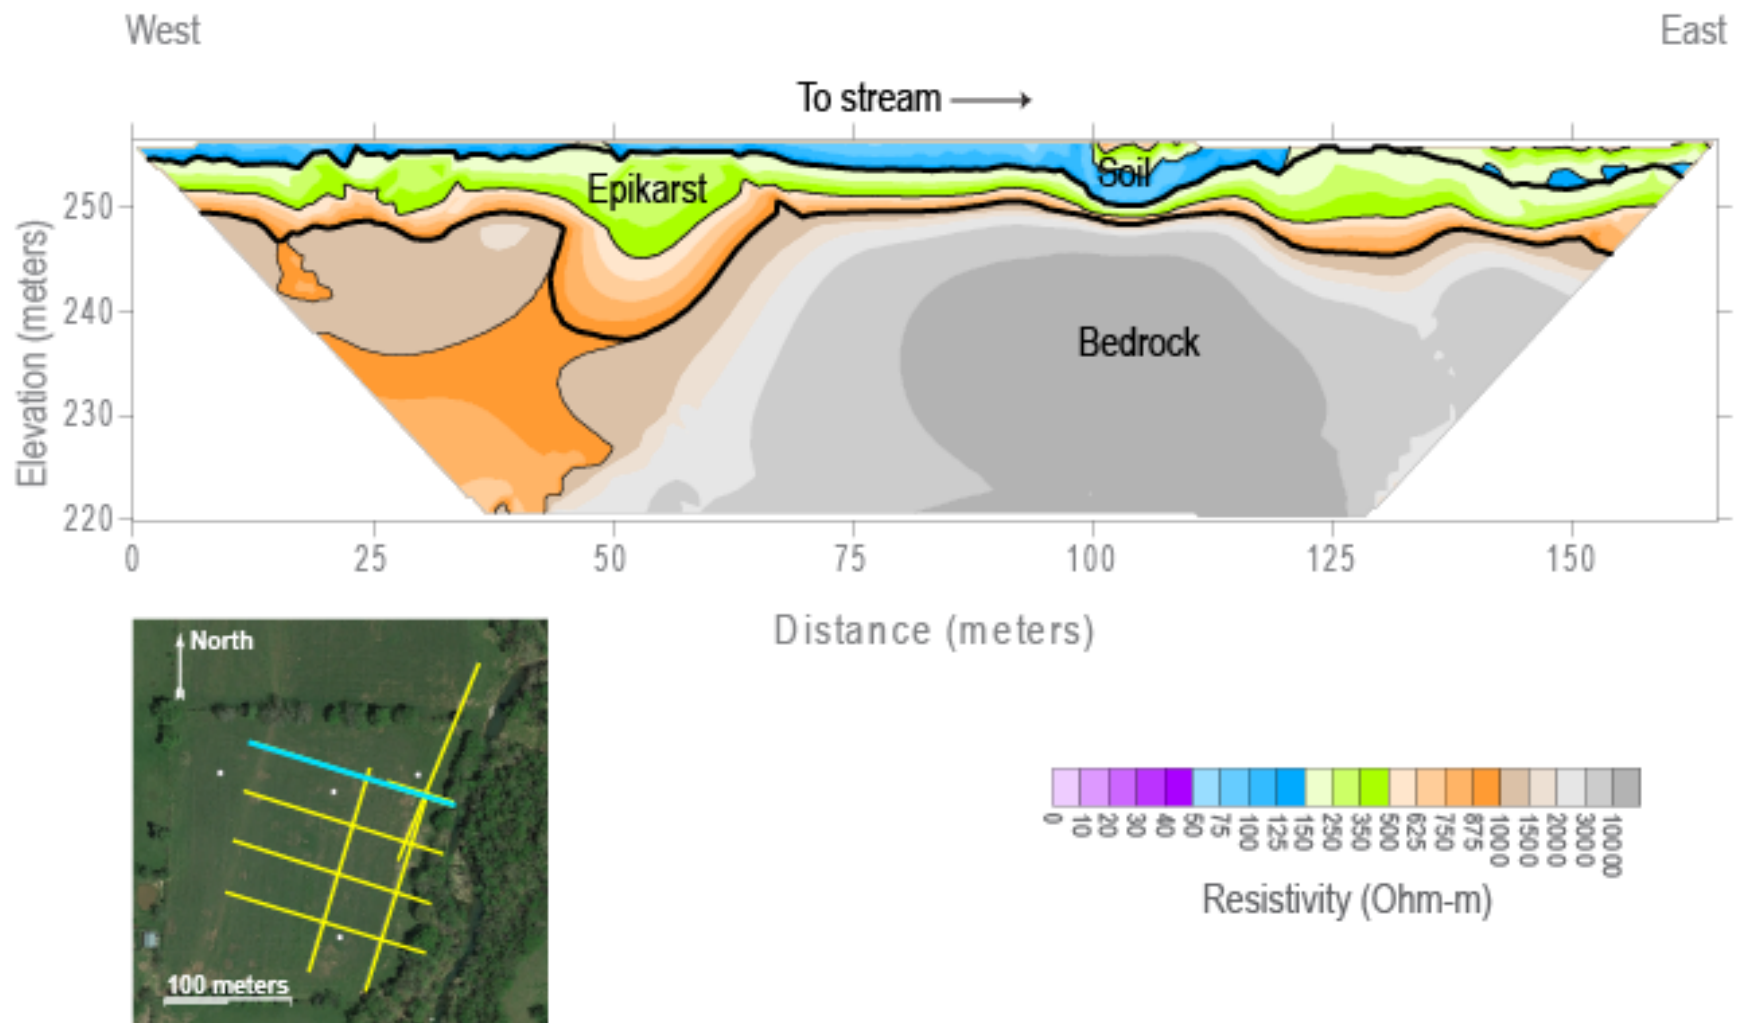 West
East
To stream
Soil
Epikarst
Bedrock
250
240
230
220
Elevation (meters)
0
25
50
75
100
125
150
Distance (meters)
North
100 meters
0
10
20
30
40
50
75
100
125
150
250
350
500
625
750
875
1000
1500
2000
3000
10000
Resistivity (Ohm-m)